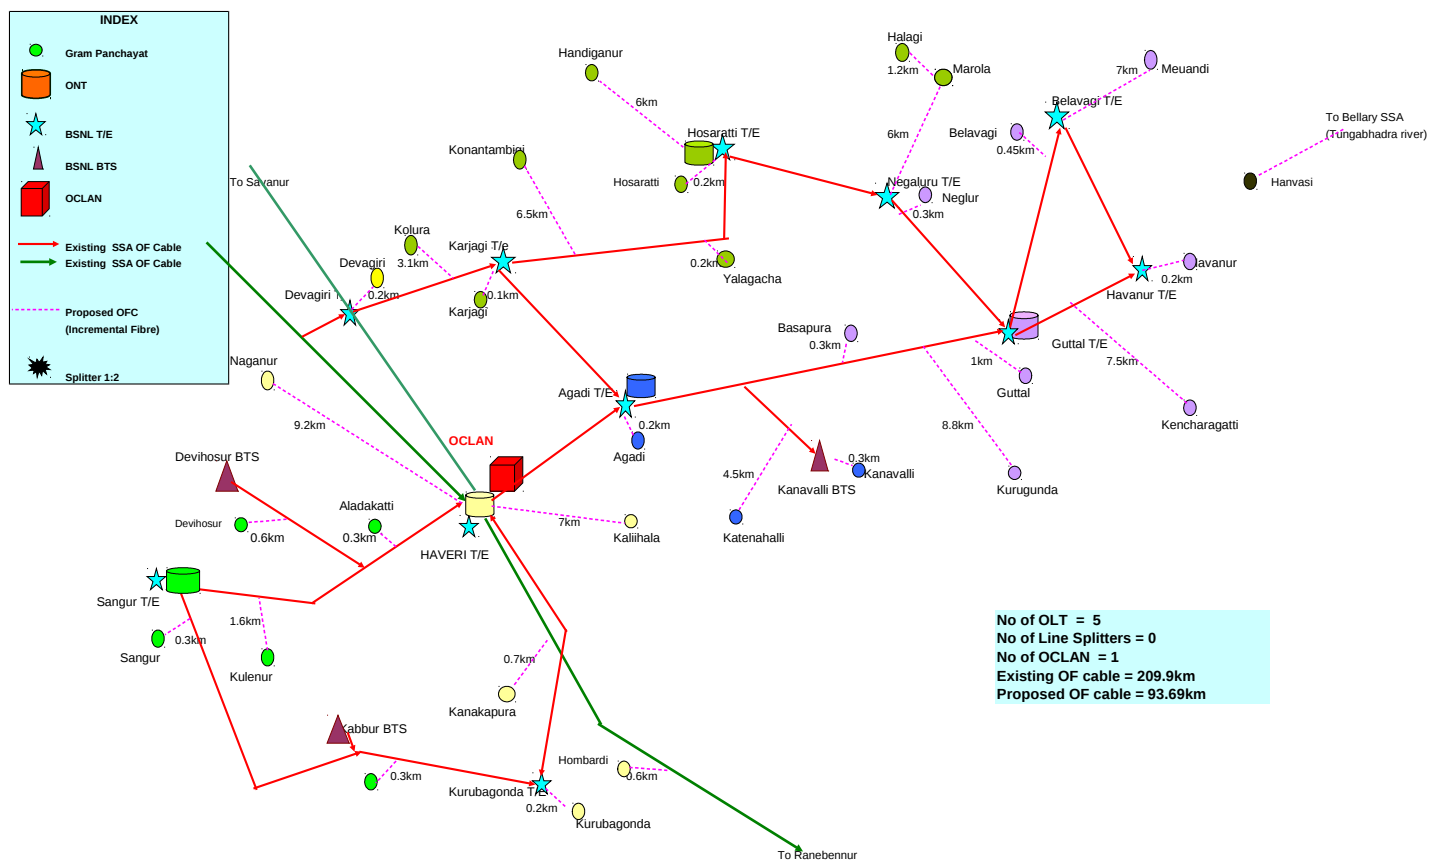 INDEX
Gram Panchayat
ONT
BSNL T/E
BSNL BTS
OCLAN
Existing SSA OF Cable
Existing SSA OF Cable
Proposed OFC
(Incremental Fibre)
Splitter 1:2
To Savanur
Handiganur
6km
Hosaratti T/E
Hosaratti
0.2km
Halagi
1.2km
Marola
6km
Negaluru T/E
Neglur
0.3km
Belavagi T/E
7km
Meuandi
Belavagi
0.45km
To Bellary SSA
(Tungabhadra river)
Hanvasi
Konantambigi
6.5km
Kolura
3.1km
Karjagi T/e
0.1km
Karjagi
Devagiri
0.2km
Devagiri
0.2km
Yalagacha
avanur
0.2km
Havanur T/E
Basapura
0.3km
Guttal T/E
1km
Guttal
7.5km
Kencharagatti
8.8km
Kurugunda
Naganur
9.2km
Agadi T/E
0.2km
Agadi
OCLAN
4.5km
Katenahalli
Kanavalli BTS
0.3km
Kanavalli
Devihosur BTS
Devihosur
0.6km
Aladakatti
0.3km
HAVERI T/E
7km
Kaliihala
Sangur T/E
0.3km
Sangur
1.6km
Kulenur
0.7km
Kanakapura
Kabbur BTS
0.3km
Kurubagonda T/E
0.2km
Kurubagonda
Hombardi
0.6km
To Ranebennur
No of OLT = 5
No of Line Splitters = 0
No of OCLAN = 1
Existing OF cable = 209.9km
Proposed OF cable = 93.69km